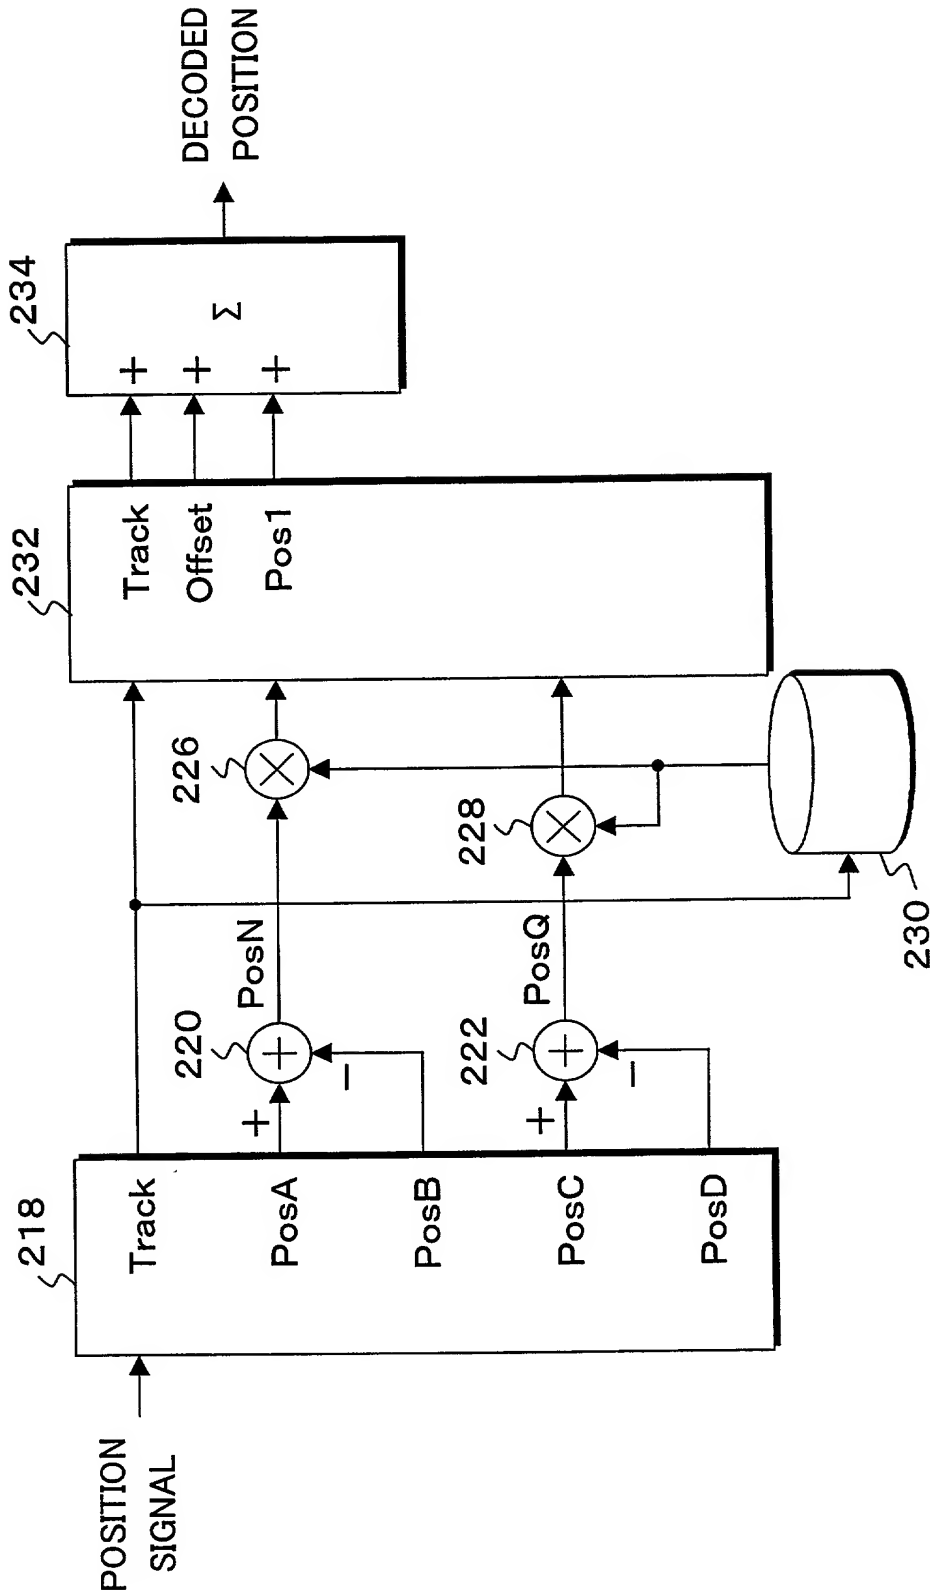 POSITION
SIGNAL
218
Track
PosA
PosB
PosC
PosD
+
−
220
+
PosN
+
−
222
+
PosQ
226
×
228
×
230
232
Track
Offset
Pos1
234
+
+
+
Σ
DECODED
POSITION